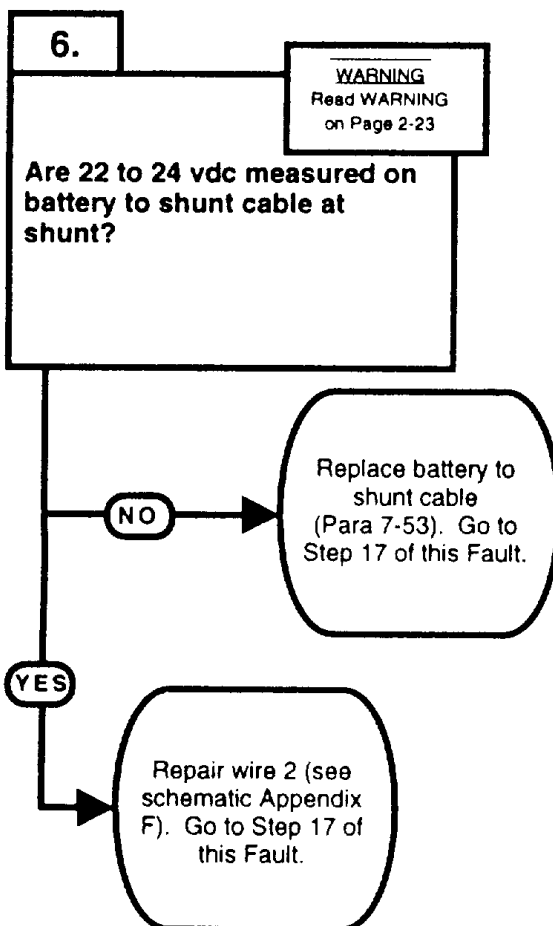 6.
WARNING
Read WARNING
on Page 2-23
Are 22 to 24 vdc measured on
battery to shunt cable at
shunt?
NO
Replace battery to
shunt cable
(Para 7-53). Go to
Step 17 of this Fault.
YES
Repair wire 2 (see
schematic Appendix
F). Go to Step 17 of
this Fault.